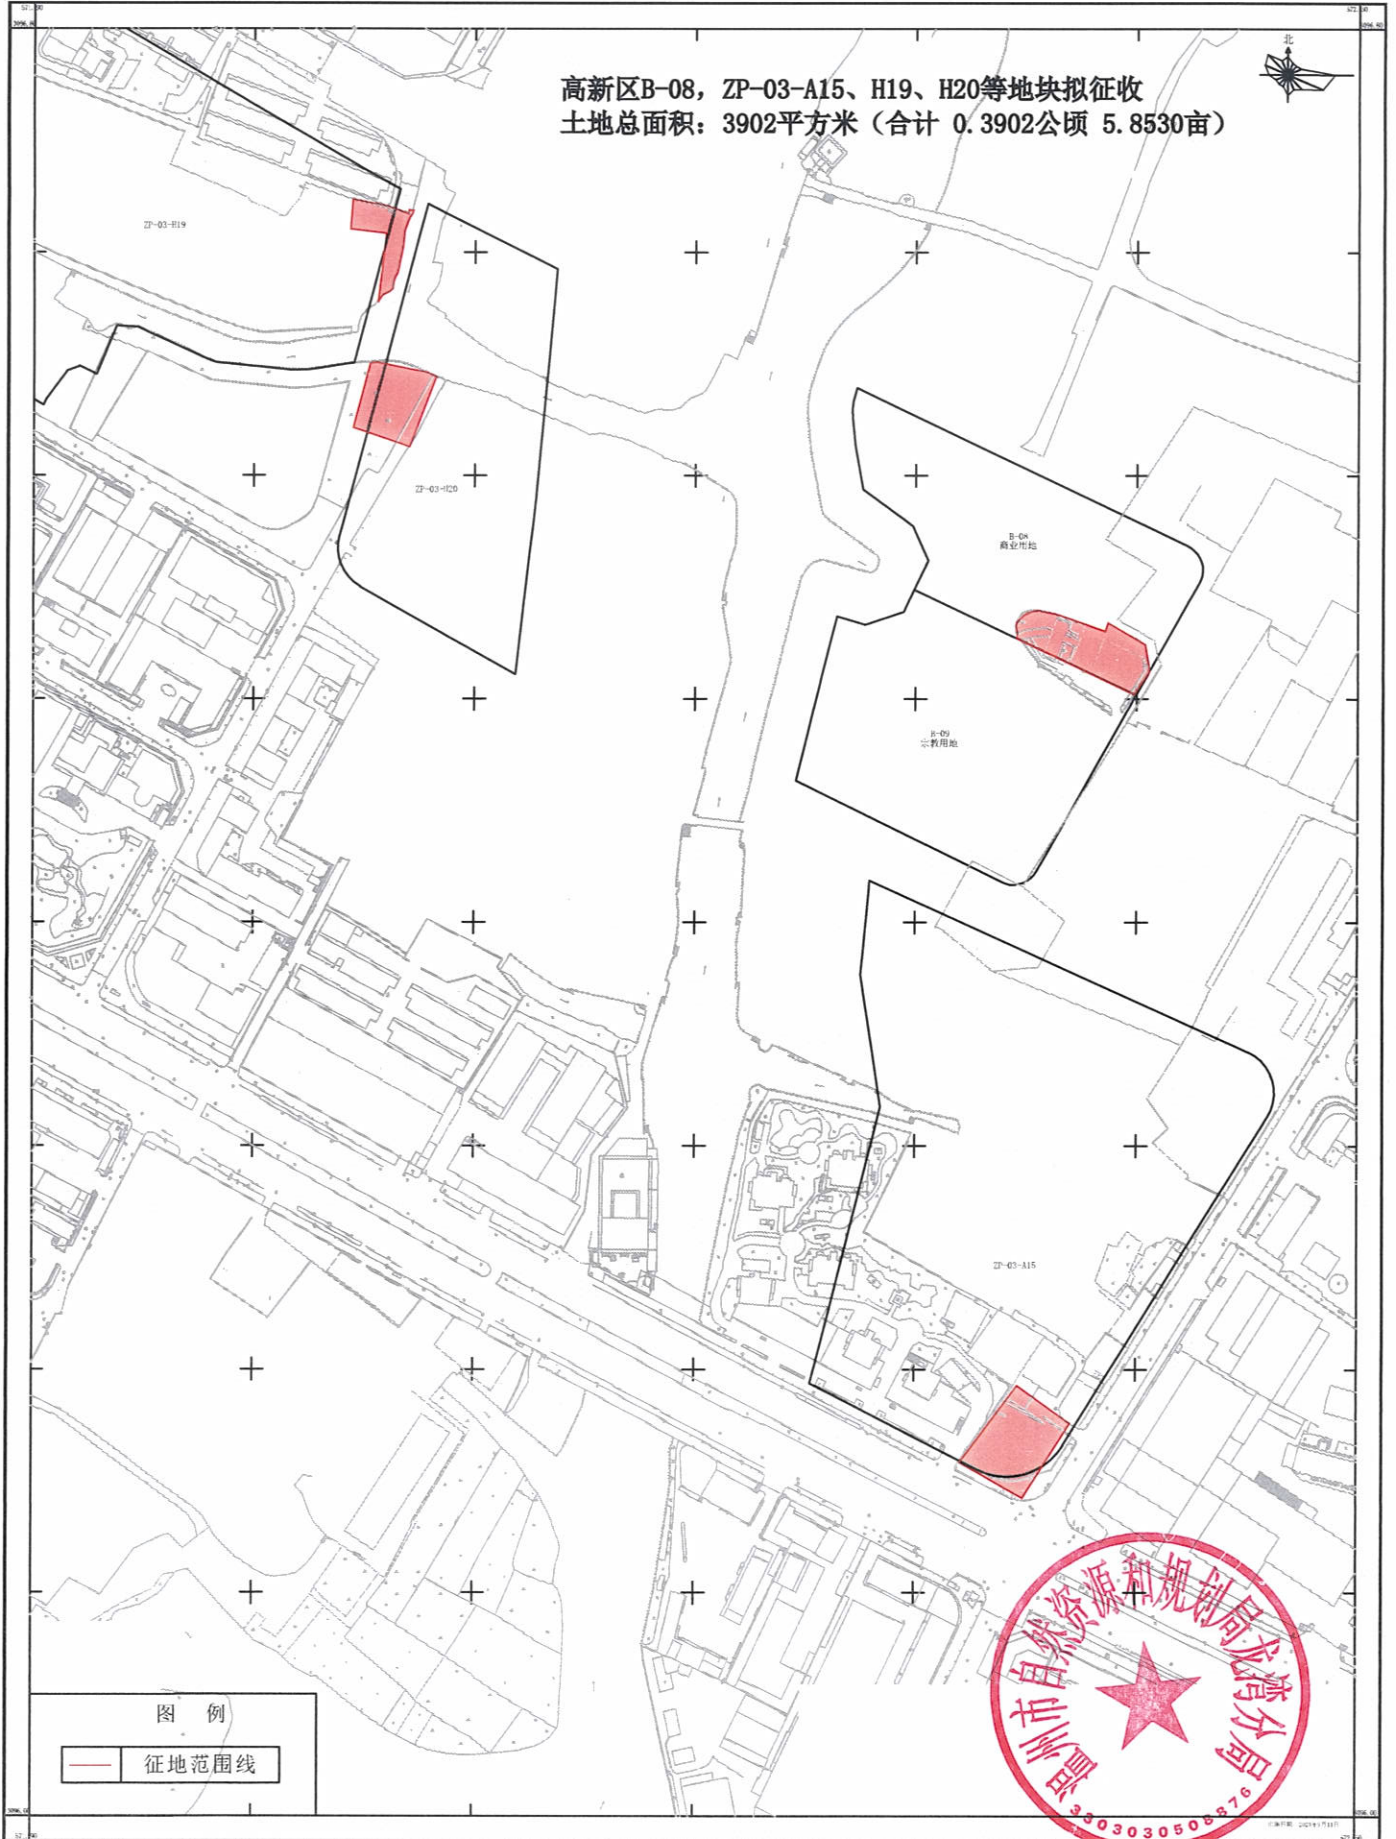 北
高新区B-08, ZP-03-A15、H19、H20等地块拟征收
土地总面积: 3902平方米（合计 0.3902公顷 5.8530亩）
ZP-03-H19
ZP-03-H20
B-08
商业用地
B-09
宗教用地
ZP-03-A15
图 例
征地范围线
温州市自然资源和规划局龙湾分局
3303030508876